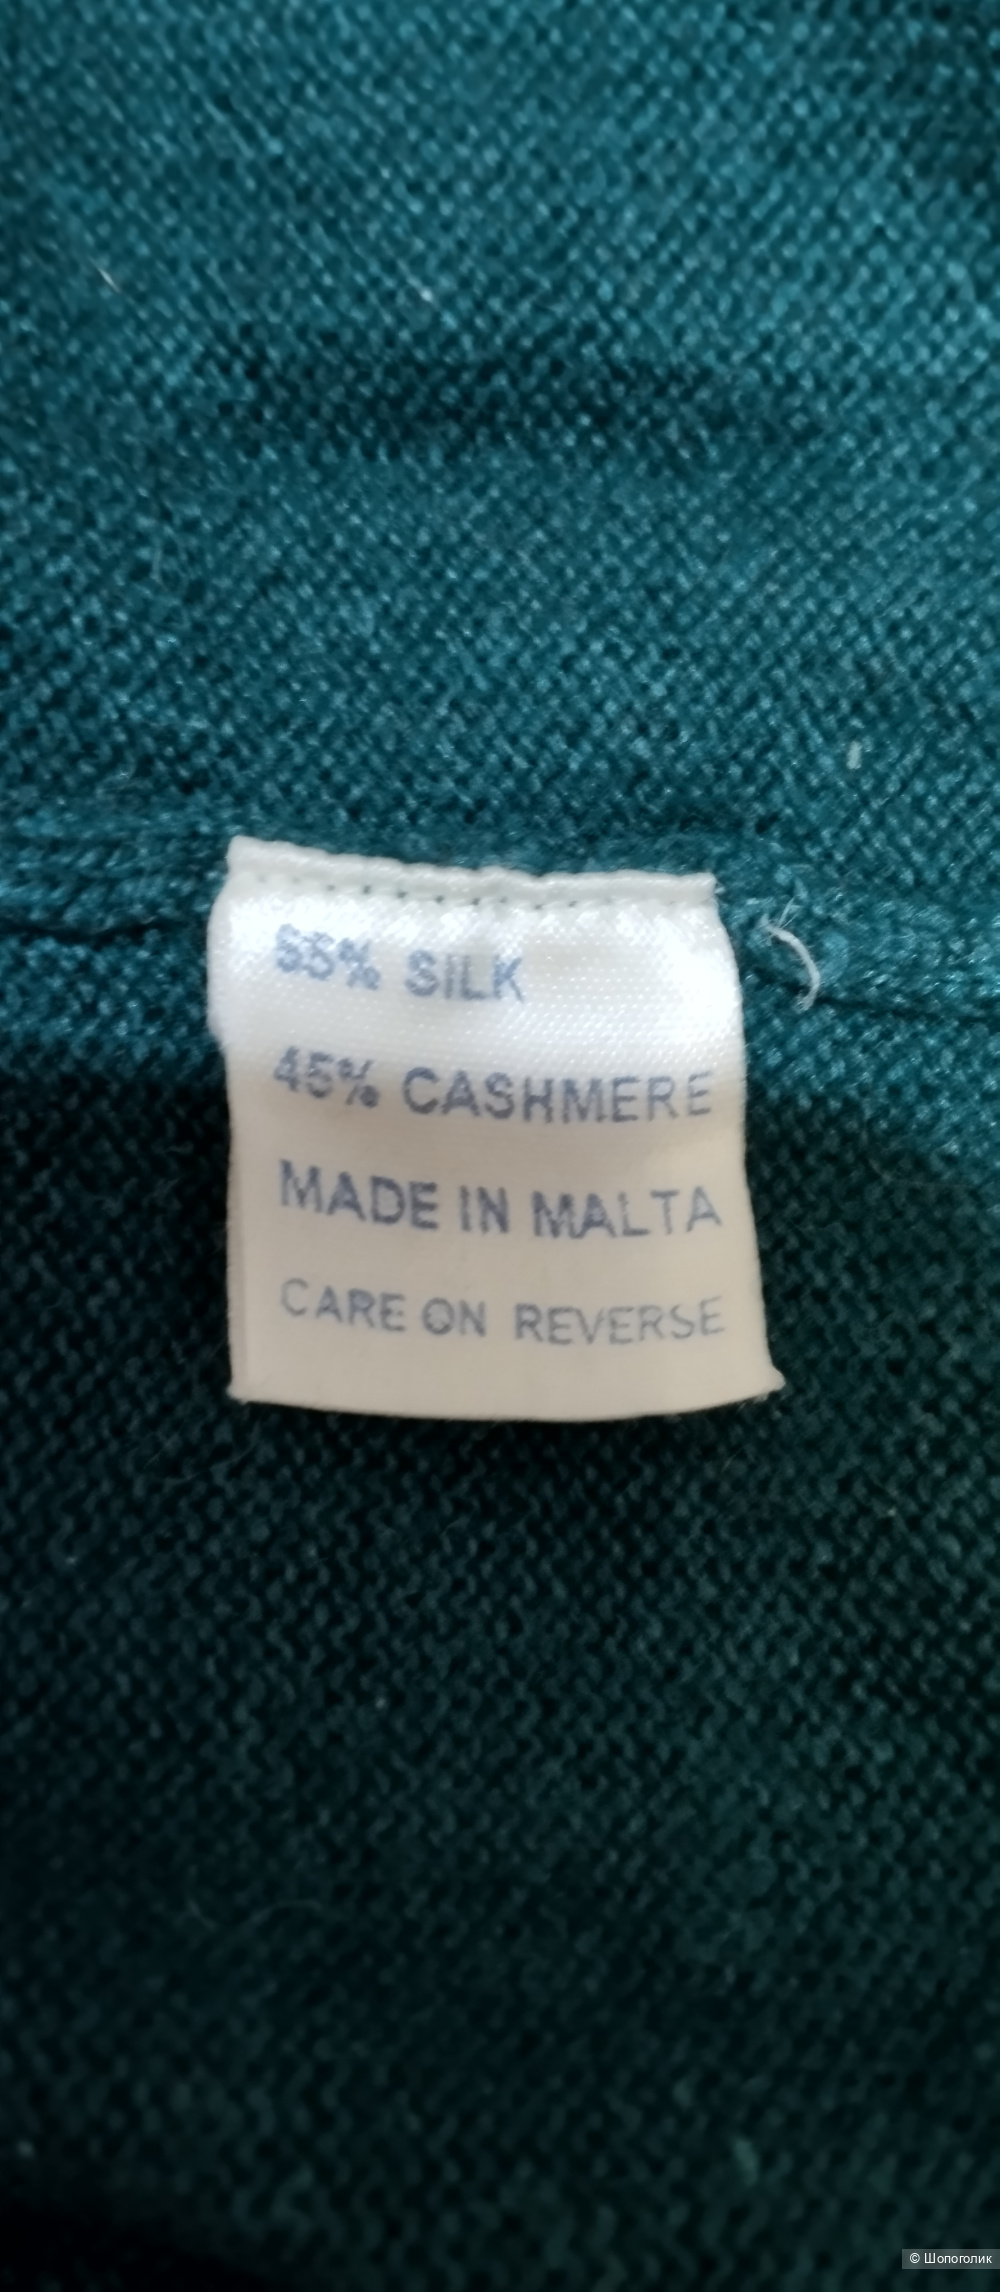 55% SILK
45% CASHMERE
MADE IN MALTA
CARE ON REVERSE
© Шопоголик